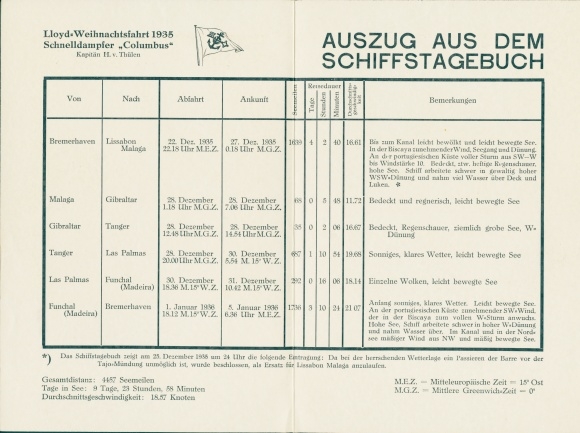 Lloyd-Weihnachtsfahrt 1935
Schnelldampfer „Columbus“
Kapitän H. v. Thülen
AUSZUG AUS DEM
SCHIFFSTAGEBUCH
Von Nach Abfahrt Ankunft Seemeilen Reisedauer Tage Stunden Minuten Durchschnittsgeschwindigkeit Bemerkungen
Bremerhaven Lissabon 22. Dez. 1935 27. Dez. 1935 1639 4 2 40 16.61 Bis zum Kanal leicht bewölkt und leicht bewegte See.
Malaga 22.18 Uhr M.E.Z. 0.18 Uhr M.G.Z. In der Biscaya zunehmender Wind, Seegang und Dünung.
An der portugiesischen Küste voller Sturm aus SW—W
bis Windstärke 10. Bedeckt, ztw. heftige Regenschauer,
hohe See. Schiff arbeitete schwer in gewaltig hoher
WSW-Dünung und nahm viel Wasser über Deck und
Luken. *
Malaga Gibraltar 28. Dezember 28. Dezember 68 0 5 48 11.72 Bedeckt und regnerisch, leicht bewegte See
1.18 Uhr M.G.Z. 7.06 Uhr M.G.Z.
Gibraltar Tanger 28. Dezember 28. Dezember 35 0 2 06 16.67 Bedeckt, Regenschauer, ziemlich grobe See, W-
12.48 Uhr M.G.Z. 14.54 Uhr M.G.Z. Dünung
Tanger Las Palmas 28. Dezember 30. Dezember 687 1 10 54 19.68 Sonniges, klares Wetter, leicht bewegte See
20.00 Uhr M.G.Z. 5.54 M. 15° W.Z.
Las Palmas Funchal 30. Dezember 31. Dezember 292 0 16 06 18.14 Einzelne Wolken, leicht bewegte See
(Madeira) 18.36 M. 15° W.Z. 10.42 M. 15° W.Z.
Funchal Bremerhaven 1. Januar 1936 5. Januar 1936 1736 3 10 24 21.07 Anfang sonniges, klares Wetter. Leicht bewegte See.
(Madeira) 18.12 M. 15° W.Z. 6.36 Uhr M.E.Z. An der portugiesischen Küste zunehmender SW-Wind,
der in der Biscaya zum vollen W-Sturm anwuchs.
Hohe See, Schiff arbeitete schwer in hoher W-Dünung
und nahm Wasser über. Im Kanal und in der Nord-
see mäßiger Wind aus NW und mäßig bewegte See.
*) Das Schiffstagebuch zeigt am 25. Dezember 1935 um 24 Uhr die folgende Eintragung: Da bei der herrschenden Wetterlage ein Passieren der Barre vor der
Tajo-Mündung unmöglich ist, wurde beschlossen, als Ersatz für Lissabon Malaga anzulaufen.
Gesamtdistanz: 4457 Seemeilen
Tage in See: 9 Tage, 23 Stunden, 58 Minuten
Durchschnittsgeschwindigkeit: 18.57 Knoten
M.E.Z. = Mitteleuropäische Zeit = 15° Ost
M.G.Z. = Mittlere Greenwich-Zeit = 0°